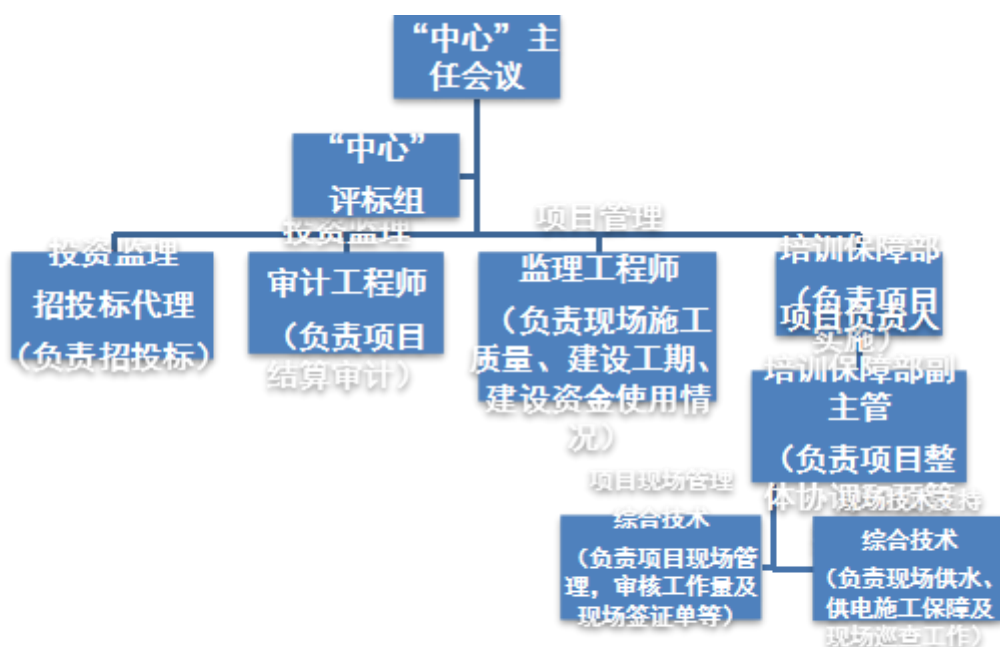 “中心”主
任会议
“中心”
评标组
投资监理
招投标代理
（负责招投标）
投资监理
审计工程师
（负责项目
结算审计）
项目管理
监理工程师
（负责现场施工
质量、建设工期、
建设资金使用情
况）
培训保障部
（负责项目
实施）
项目负责人
培训保障部副
主管
（负责项目整
体协调
项目现场管理
综合技术
（负责项目现场管
理，审核工作量及
现场签证单等）
现场技术支持
综合技术
（负责现场供水、
供电施工保障及
现场巡查工作）